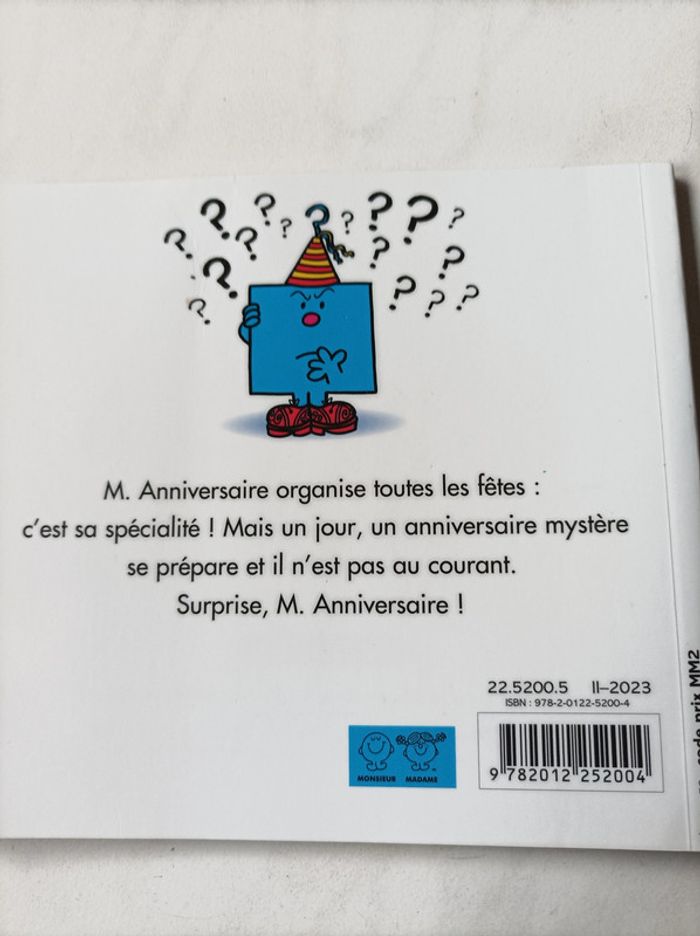 M. Anniversaire organise toutes les fêtes :
c'est sa spécialité ! Mais un jour, un anniversaire mystère
se prépare et il n'est pas au courant.
Surprise, M. Anniversaire !
22.5200.5 II–2023
ISBN : 978-2-0122-5200-4
MONSIEUR MADAME
9 782012 252004
prix MM2